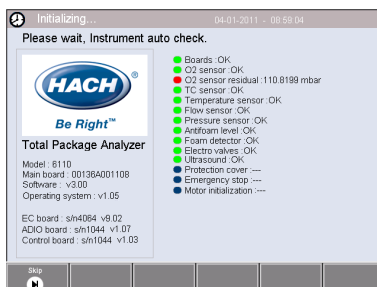 Initializing... 04-01-2011 - 08:59:04
Please wait, Instrument auto check.
HACH®
Be Right™
Total Package Analyzer
Model : 6110
Main board : 00136A001108
Software : v3.00
Operating system : v1.05
EC board : s/n4064 v9.02
ADIO board : s/n1044 v1.07
Control board : s/n1044 v1.03
Boards :OK
O2 sensor :OK
O2 sensor residual :110.8199 mbar
TC sensor :OK
Temperature sensor :OK
Flow sensor :OK
Pressure sensor :OK
Antifoam level :OK
Foam detector :OK
Electro valves :OK
Ultrasound :OK
Protection cover :---
Emergency stop :---
Motor initialization :---
Skip